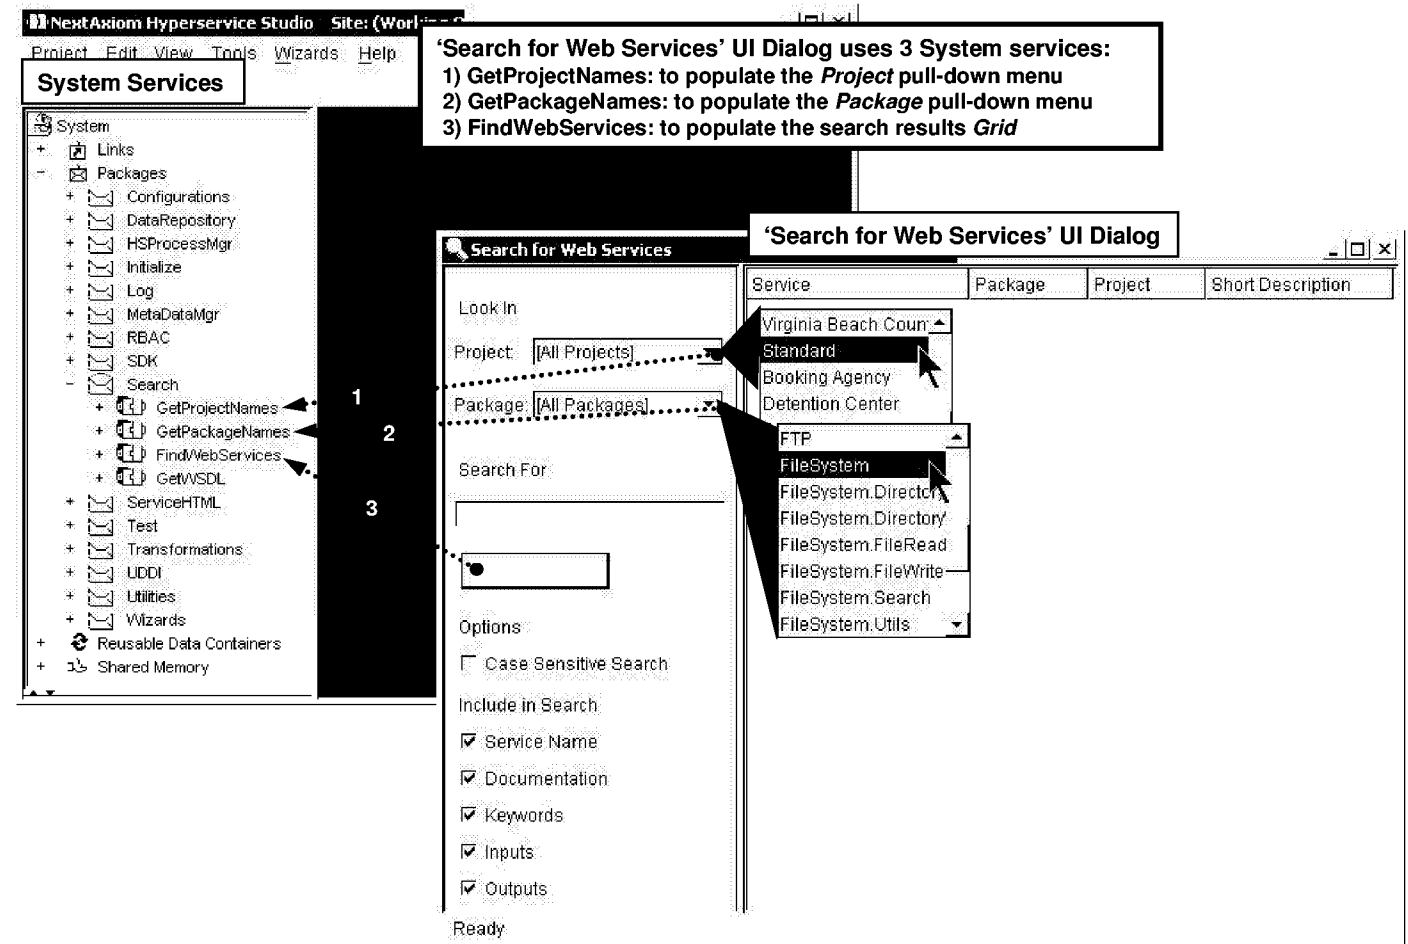 NextAxiom Hyperservice Studio Site: (Working
Project Edit View Tools Wizards Help
System Services
'Search for Web Services' UI Dialog uses 3 System services:
1) GetProjectNames: to populate the Project pull-down menu
2) GetPackageNames: to populate the Package pull-down menu
3) FindWebServices: to populate the search results Grid
System
+ Links
- Packages
+ Configurations
+ DataRepository
+ HSProcessMgr
+ Initialize
+ Log
+ MetaDataMgr
+ RBAC
+ SDK
- Search
+ GetProjectNames
+ GetPackageNames
+ FindWebServices
+ GetWSDL
+ ServiceHTML
+ Test
+ Transformations
+ UDDI
+ Utilities
+ Wizards
+ Reusable Data Containers
+ Shared Memory
1
2
3
'Search for Web Services' UI Dialog
Search for Web Services
Look In
Project: [All Projects]
Package: [All Packages]
Search For
Options
Case Sensitive Search
Include in Search
Service Name
Documentation
Keywords
Inputs
Outputs
Ready
Service Package Project Short Description
Virginia Beach Coun
Standard
Booking Agency
Detention Center
FTP
FileSystem
FileSystem.Directory
FileSystem.Directory
FileSystem.FileRead
FileSystem.FileWrite
FileSystem.Search
FileSystem.Utils